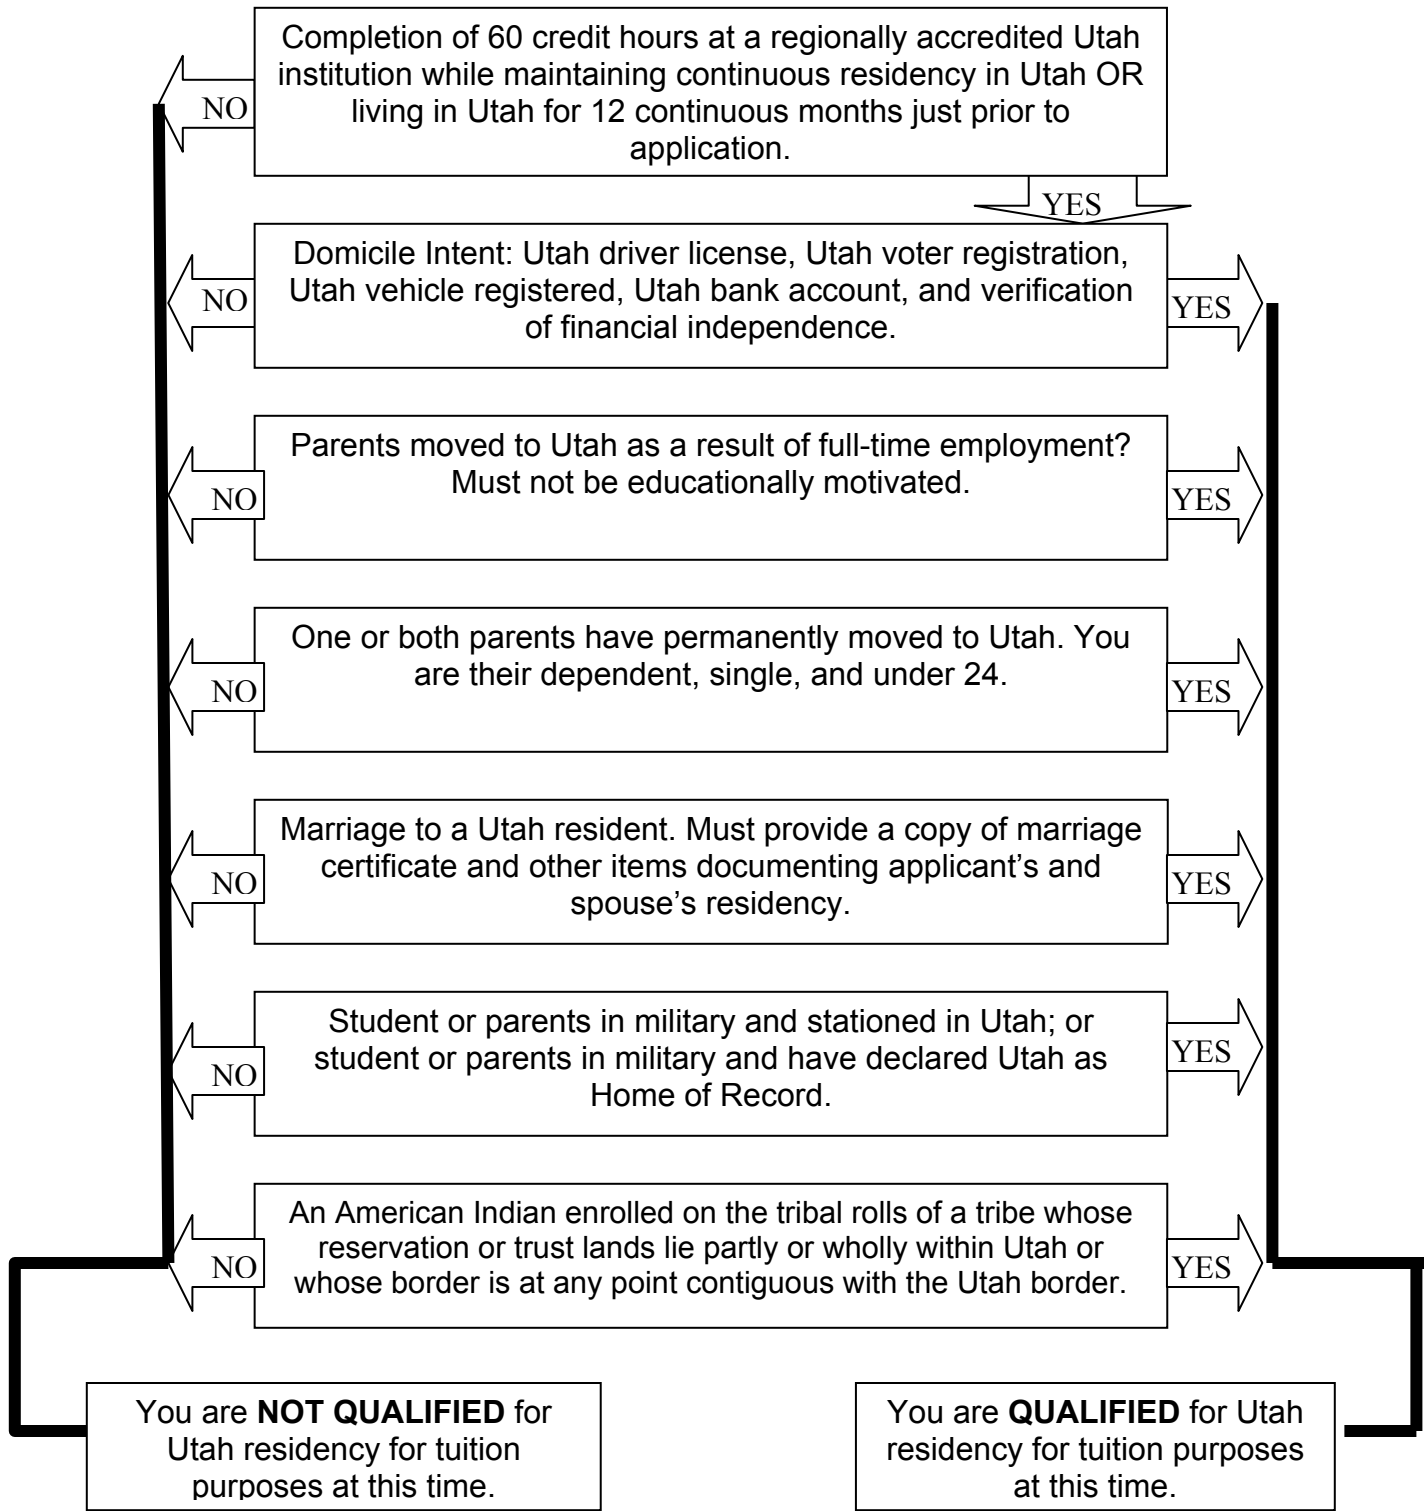 Completion of 60 credit hours at a regionally accredited Utah
institution while maintaining continuous residency in Utah OR
living in Utah for 12 continuous months just prior to
application.
NO
YES
Domicile Intent: Utah driver license, Utah voter registration,
Utah vehicle registered, Utah bank account, and verification
of financial independence.
NO
YES
Parents moved to Utah as a result of full-time employment?
Must not be educationally motivated.
NO
YES
One or both parents have permanently moved to Utah. You
are their dependent, single, and under 24.
NO
YES
Marriage to a Utah resident. Must provide a copy of marriage
certificate and other items documenting applicant’s and
spouse’s residency.
NO
YES
Student or parents in military and stationed in Utah; or
student or parents in military and have declared Utah as
Home of Record.
NO
YES
An American Indian enrolled on the tribal rolls of a tribe whose
reservation or trust lands lie partly or wholly within Utah or
whose border is at any point contiguous with the Utah border.
NO
YES
You are NOT QUALIFIED for
Utah residency for tuition
purposes at this time.
You are QUALIFIED for Utah
residency for tuition purposes
at this time.